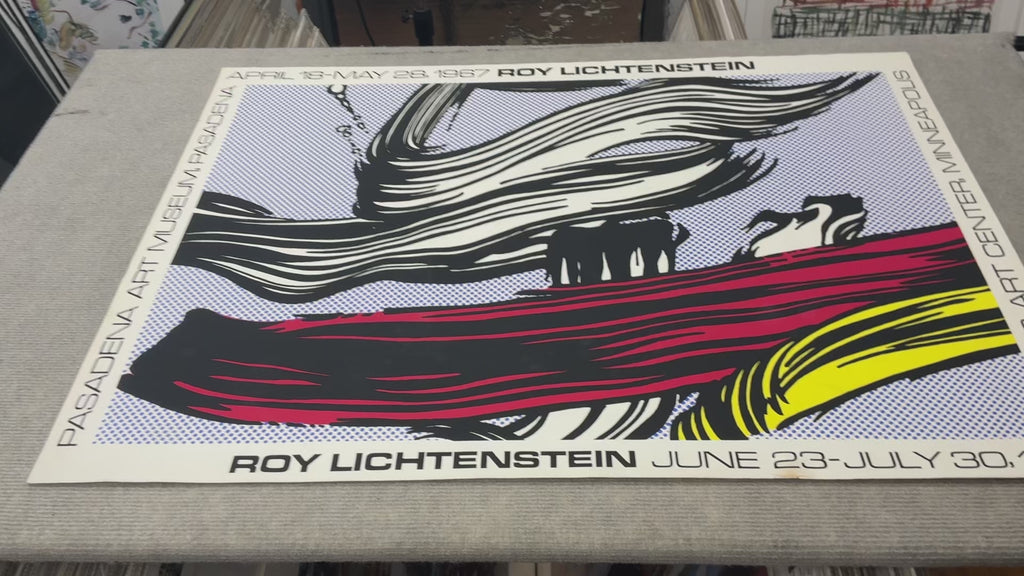 APRIL 18-MAY 28, 1967 ROY LICHTENSTEIN
PASADENA ART MUSEUM, PASADENA
ART CENTER, MINNEAPOLIS
ROY LICHTENSTEIN JUNE 23-JULY 30,